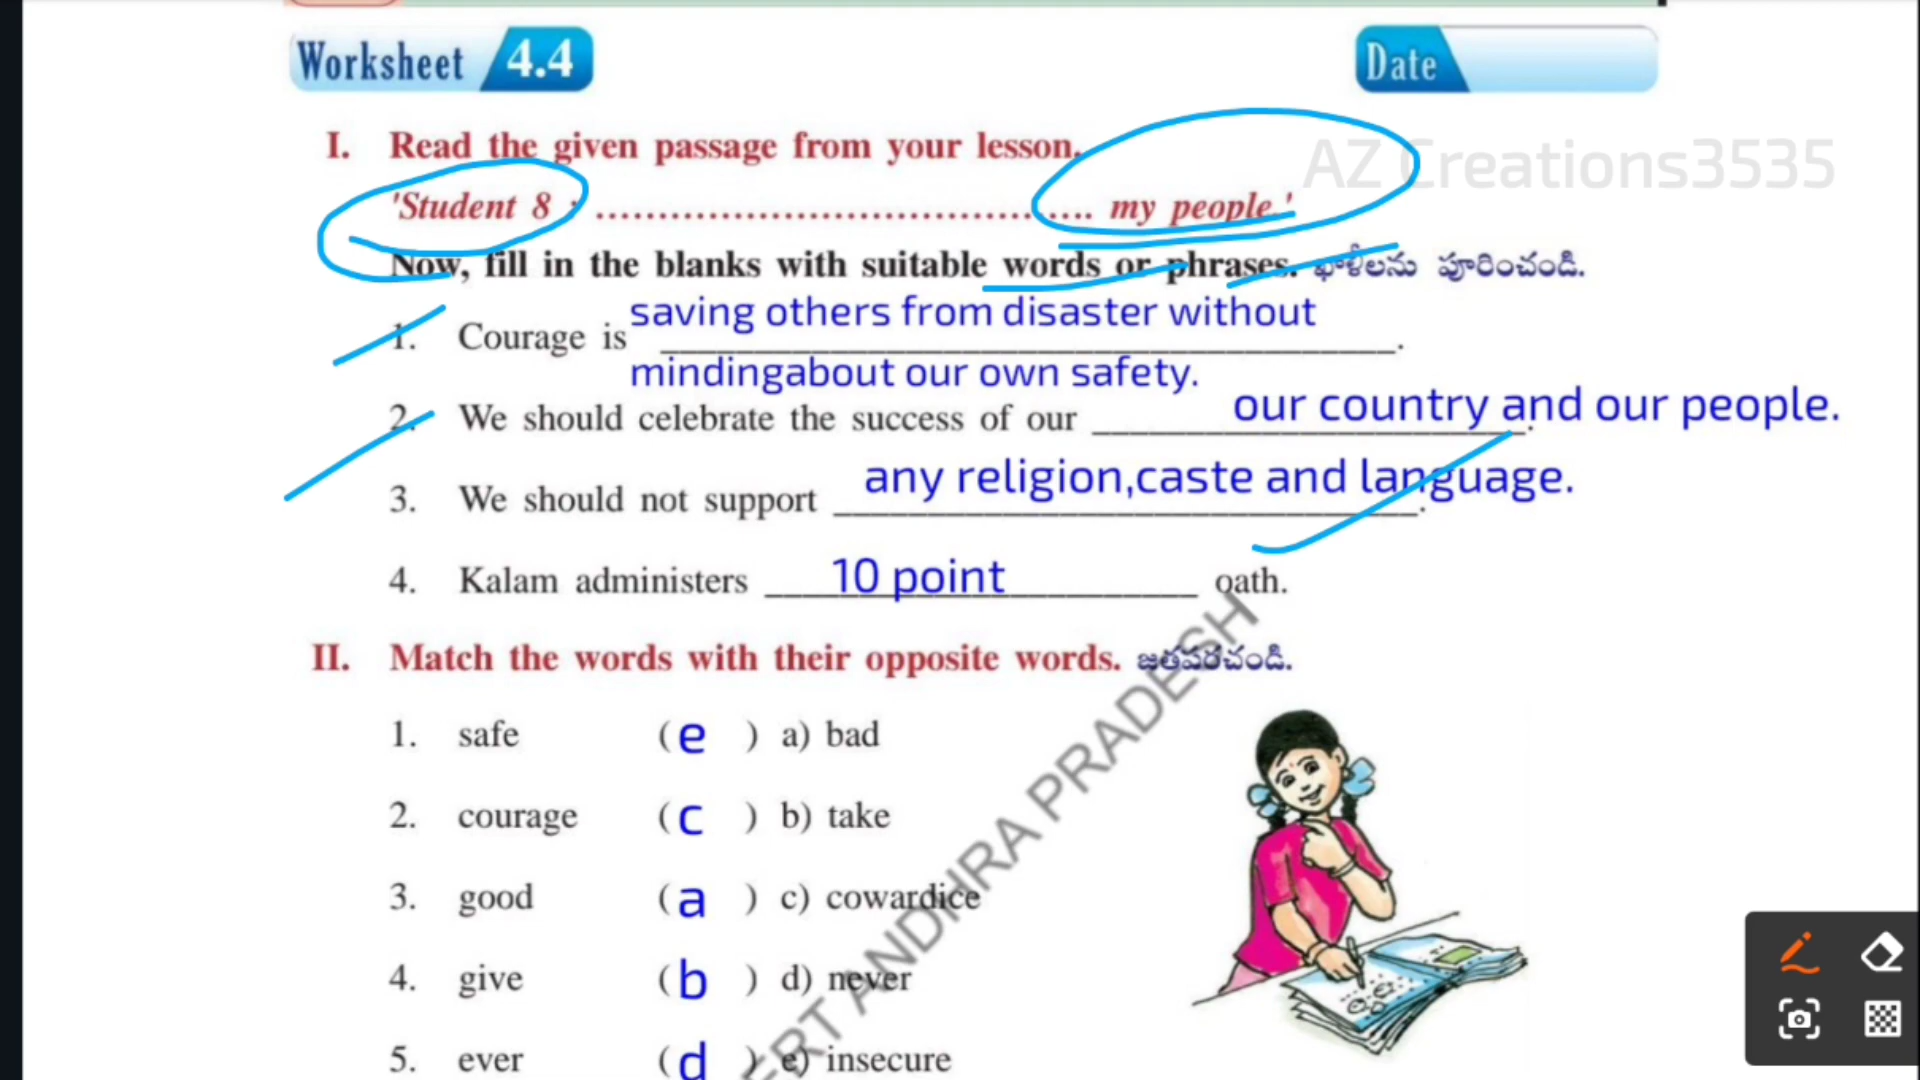 Worksheet 4.4 Date
I. Read the given passage from your lesson.
AZ Creations3535
'Student 8 : ........................................ my people.'
Now, fill in the blanks with suitable words or phrases. ఖాళీలను పూరించండి.
saving others from disaster without
1. Courage is ____________________.
mindingabout our own safety.
2. We should celebrate the success of our ____________________. our country and our people.
3. We should not support ____________________. any religion,caste and language.
4. Kalam administers 10 point oath.
II. Match the words with their opposite words. జతపరచండి.
1. safe (e) a) bad
2. courage (c) b) take
3. good (a) c) cowardice
4. give (b) d) never
5. ever (d) e) insecure
ERT ANDHRA PRADESH